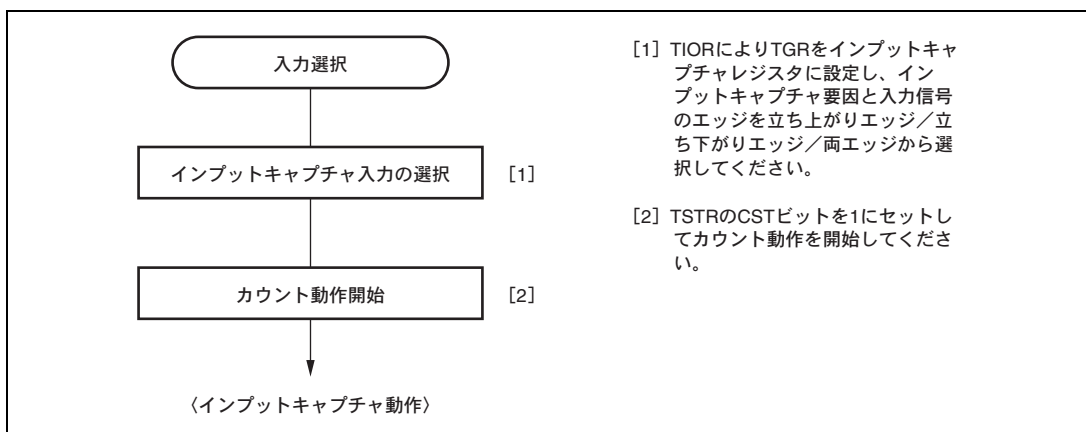 入力選択
インプットキャプチャ入力の選択 [1]
カウント動作開始 [2]
〈インプットキャプチャ動作〉
[1] TIORによりTGRをインプットキャ
プチャレジスタに設定し、イン
プットキャプチャ要因と入力信号
のエッジを立ち上がりエッジ／立
ち下がりエッジ／両エッジから選
択してください。
[2] TSTRのCSTビットを1にセットし
てカウント動作を開始してくださ
い。